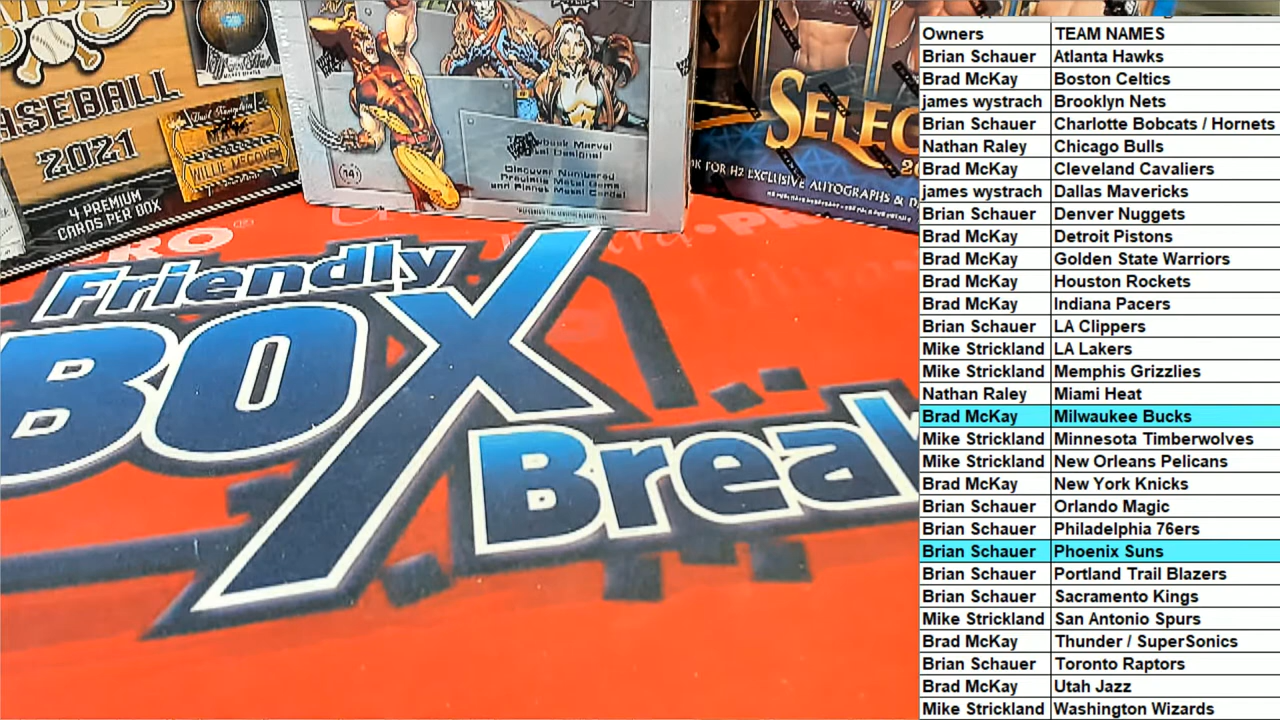 BASEBALL
2021
4 PREMIUM
CARDS PER BOX
WILLIE MCCOVEY
Discover Numbered
Precious Metal Gems
and Planet Metal Cards!
SELEC
K FOR H2 EXCLUSIVE AUTOGRAPHS &
Friendly
BOX
Break
Owners TEAM NAMES
Brian Schauer Atlanta Hawks
Brad McKay Boston Celtics
james wystrach Brooklyn Nets
Brian Schauer Charlotte Bobcats / Hornets
Nathan Raley Chicago Bulls
Brad McKay Cleveland Cavaliers
james wystrach Dallas Mavericks
Brian Schauer Denver Nuggets
Brad McKay Detroit Pistons
Brad McKay Golden State Warriors
Brad McKay Houston Rockets
Brad McKay Indiana Pacers
Brian Schauer LA Clippers
Mike Strickland LA Lakers
Mike Strickland Memphis Grizzlies
Nathan Raley Miami Heat
Brad McKay Milwaukee Bucks
Mike Strickland Minnesota Timberwolves
Mike Strickland New Orleans Pelicans
Brad McKay New York Knicks
Brian Schauer Orlando Magic
Brian Schauer Philadelphia 76ers
Brian Schauer Phoenix Suns
Brian Schauer Portland Trail Blazers
Brian Schauer Sacramento Kings
Mike Strickland San Antonio Spurs
Brad McKay Thunder / SuperSonics
Brian Schauer Toronto Raptors
Brad McKay Utah Jazz
Mike Strickland Washington Wizards